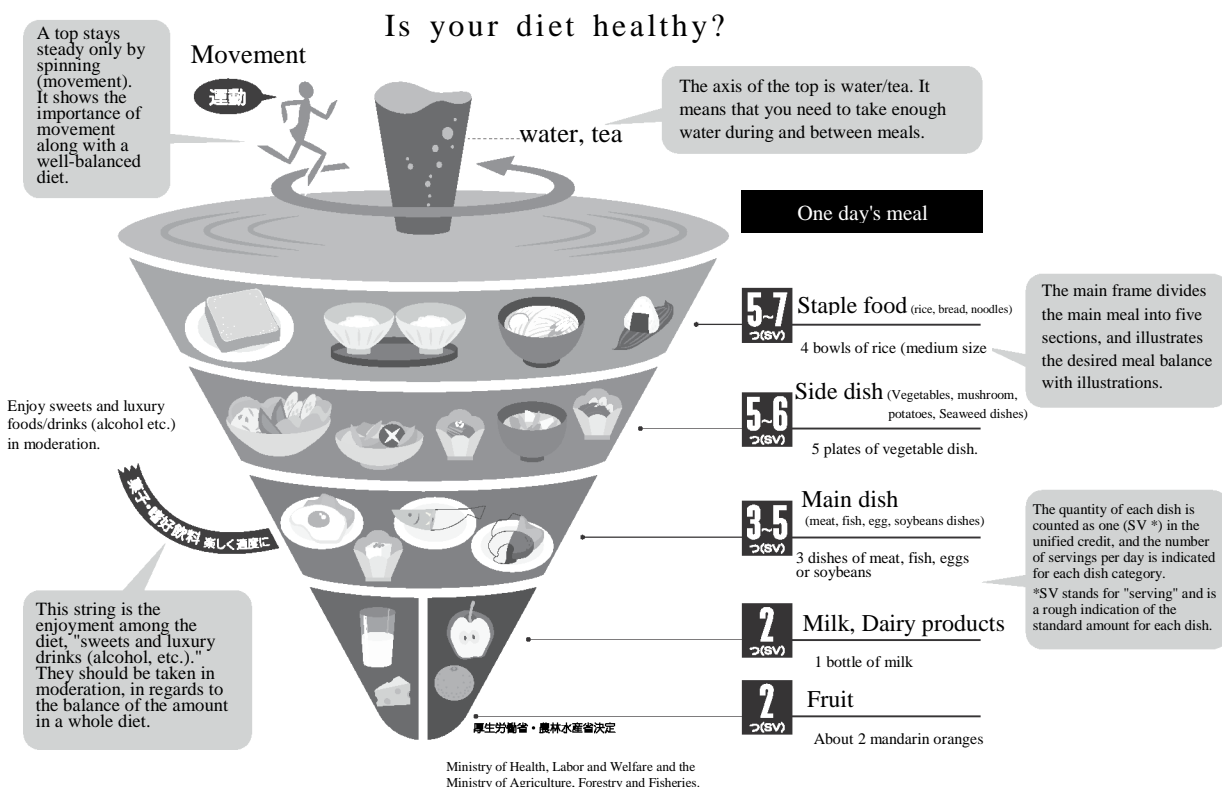 Is your diet healthy?
A top stays
steady only by
spinning
(movement).
It shows the
importance of
movement
along with a
well-balanced
diet.
Movement
運動
water, tea
The axis of the top is water/tea. It
means that you need to take enough
water during and between meals.
One day's meal
5~7
つ(SV)
Staple food (rice, bread, noodles)
4 bowls of rice (medium size
The main frame divides
the main meal into five
sections, and illustrates
the desired meal balance
with illustrations.
5~6
つ(SV)
Side dish (Vegetables, mushroom,
potatoes, Seaweed dishes)
5 plates of vegetable dish.
Enjoy sweets and luxury
foods/drinks (alcohol etc.)
in moderation.
菓子・嗜好飲料 楽しく適度に
3~5
つ(SV)
Main dish
(meat, fish, egg, soybeans dishes)
3 dishes of meat, fish, eggs
or soybeans
The quantity of each dish is
counted as one (SV *) in the
unified credit, and the number
of servings per day is indicated
for each dish category.
*SV stands for "serving" and is
a rough indication of the
standard amount for each dish.
This string is the
enjoyment among the
diet, "sweets and luxury
drinks (alcohol, etc.)."
They should be taken in
moderation, in regards to
the balance of the amount
in a whole diet.
2
つ(SV)
Milk, Dairy products
1 bottle of milk
2
つ(SV)
Fruit
About 2 mandarin oranges
厚生労働省・農林水産省決定
Ministry of Health, Labor and Welfare and the
Ministry of Agriculture, Forestry and Fisheries.